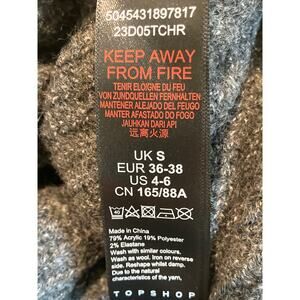 5045431897817
23D05TCHR
KEEP AWAY
FROM FIRE
TENIR ELOIGNE DU FEU
VON ZUNDQUELLEN FERNHALTEN
MANTENER ALEJADO DEL FEUGO
MANTER AFASTADO DO FOGO
JAUHKAN DARI API
远离火源
UK S
EUR 36-38
US 4-6
CN 165/88A
Made in China
79% Acrylic 19% Polyester
2% Elastane
Wash with similar colours.
Wash as wool. Iron on reverse
side. Reshape whilst damp.
Due to natural characteristics
of the yarn.
TOPSHOP